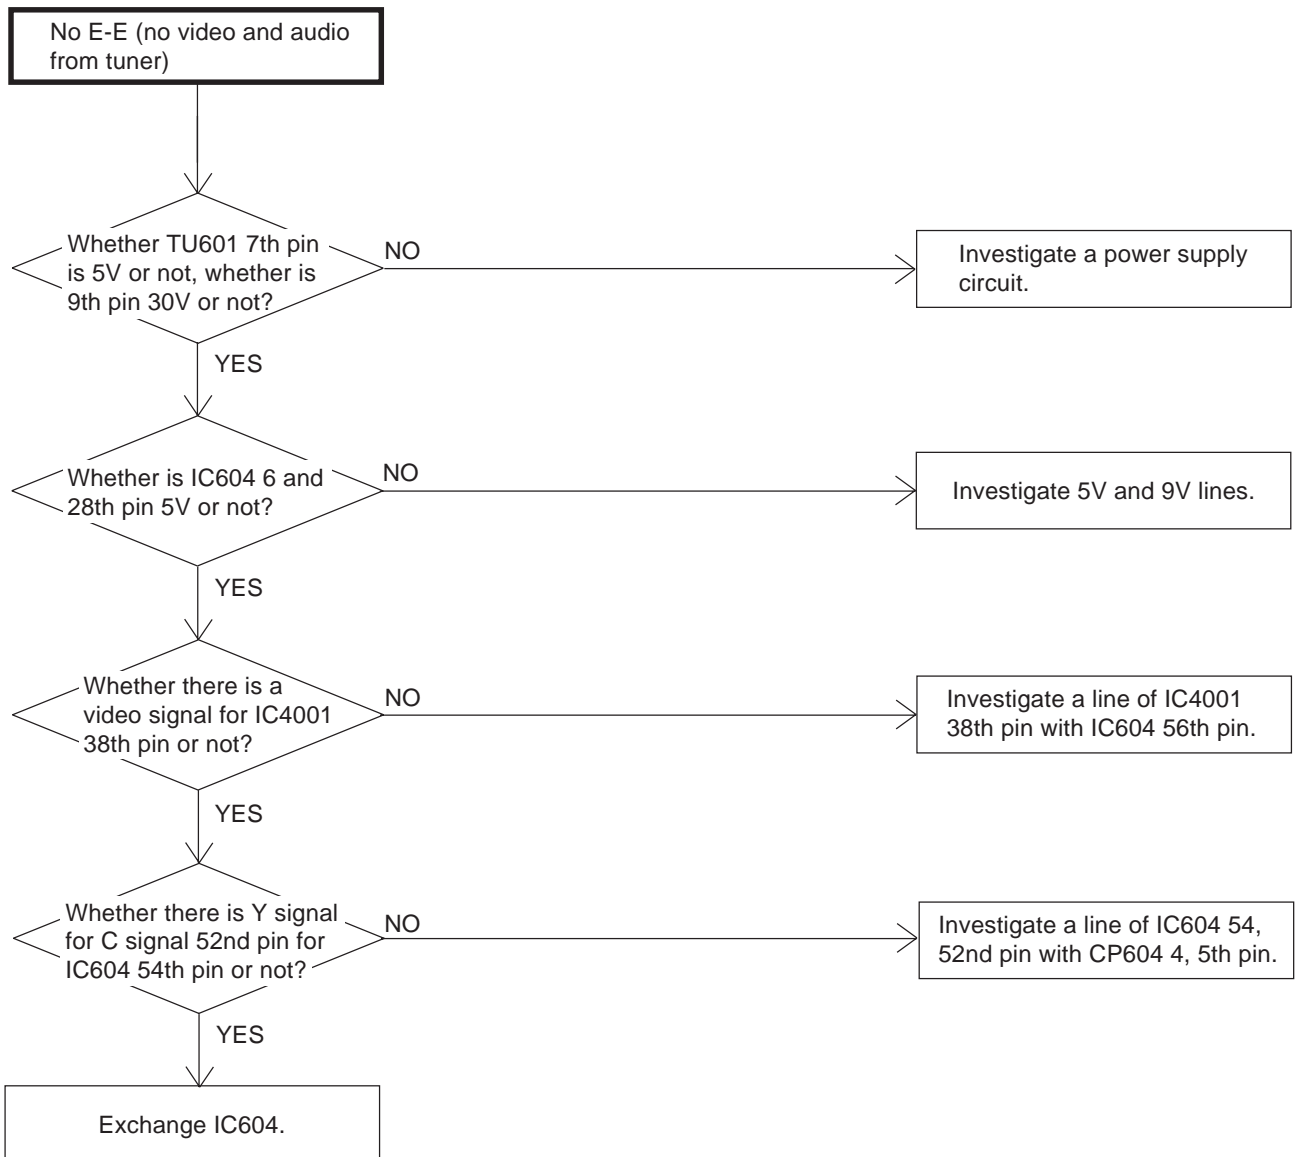 No E-E (no video and audio
from tuner)
Whether TU601 7th pin
is 5V or not, whether is
9th pin 30V or not?
NO
Investigate a power supply
circuit.
YES
Whether is IC604 6 and
28th pin 5V or not?
NO
Investigate 5V and 9V lines.
YES
Whether there is a
video signal for IC4001
38th pin or not?
NO
Investigate a line of IC4001
38th pin with IC604 56th pin.
YES
Whether there is Y signal
for C signal 52nd pin for
IC604 54th pin or not?
NO
Investigate a line of IC604 54,
52nd pin with CP604 4, 5th pin.
YES
Exchange IC604.